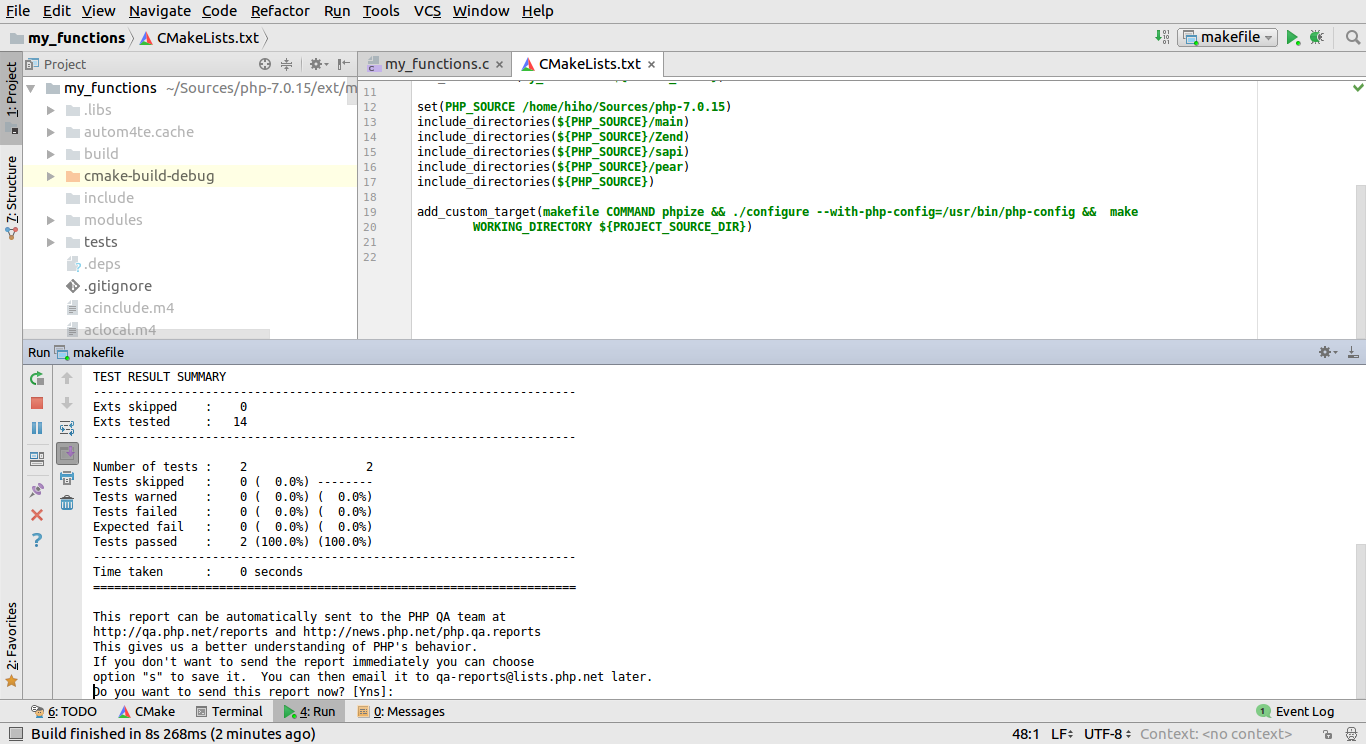 File Edit View Navigate Code Refactor Run Tools VCS Window Help
my_functions CMakeLists.txt
makefile
1: Project
7: Structure
2: Favorites
Project
my_functions ~/Sources/php-7.0.15/ext/m
.libs
autom4te.cache
build
cmake-build-debug
include
modules
tests
.deps
.gitignore
acinclude.m4
aclocal.m4
my_functions.c
CMakeLists.txt
11
12 set(PHP_SOURCE /home/hiho/Sources/php-7.0.15)
13 include_directories(${PHP_SOURCE}/main)
14 include_directories(${PHP_SOURCE}/Zend)
15 include_directories(${PHP_SOURCE}/sapi)
16 include_directories(${PHP_SOURCE}/pear)
17 include_directories(${PHP_SOURCE})
18
19 add_custom_target(makefile COMMAND phpize && ./configure --with-php-config=/usr/bin/php-config &&  make
20         WORKING_DIRECTORY ${PROJECT_SOURCE_DIR})
21
22
Run makefile
TEST RESULT SUMMARY
---------------------------------------------------------------------
Exts skipped    :    0
Exts tested     :   14
---------------------------------------------------------------------
Number of tests :    2                 2
Tests skipped   :    0 (  0.0%) --------
Tests warned    :    0 (  0.0%) (  0.0%)
Tests failed    :    0 (  0.0%) (  0.0%)
Expected fail   :    0 (  0.0%) (  0.0%)
Tests passed    :    2 (100.0%) (100.0%)
---------------------------------------------------------------------
Time taken      :    0 seconds
=====================================================================
This report can be automatically sent to the PHP QA team at
http://qa.php.net/reports and http://news.php.net/php.qa.reports
This gives us a better understanding of PHP's behavior.
If you don't want to send the report immediately you can choose
option "s" to save it.  You can then email it to qa-reports@lists.php.net later.
Do you want to send this report now? [Yns]:
6: TODO CMake Terminal 4: Run 0: Messages 1 Event Log
Build finished in 8s 268ms (2 minutes ago) 48:1 LF UTF-8 Context: <no context>